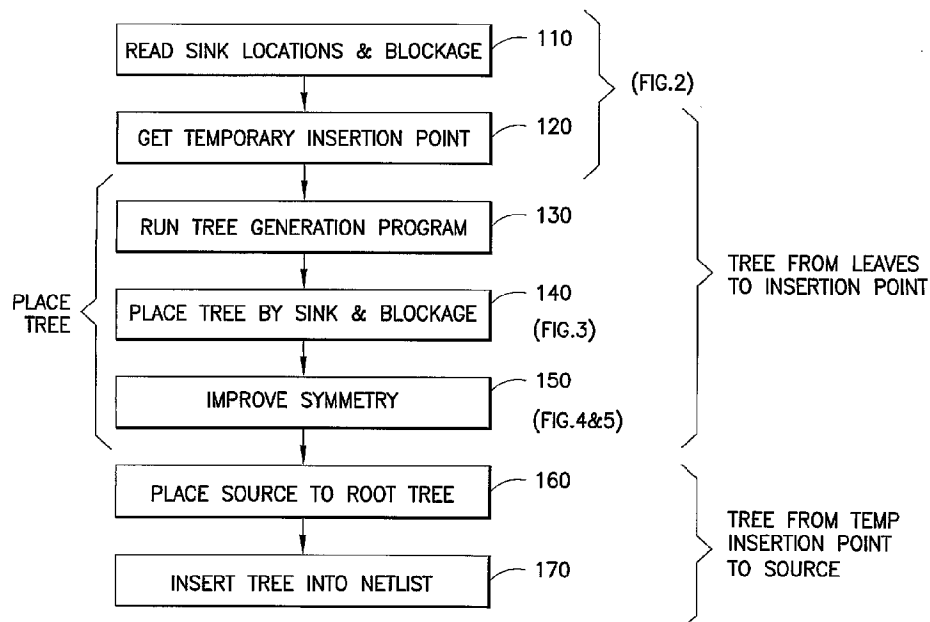 READ SINK LOCATIONS & BLOCKAGE
110
(FIG.2)
GET TEMPORARY INSERTION POINT
120
RUN TREE GENERATION PROGRAM
130
TREE FROM LEAVES
TO INSERTION POINT
PLACE
TREE
PLACE TREE BY SINK & BLOCKAGE
140
(FIG.3)
IMPROVE SYMMETRY
150
(FIG.4&5)
PLACE SOURCE TO ROOT TREE
160
TREE FROM TEMP
INSERTION POINT
TO SOURCE
INSERT TREE INTO NETLIST
170